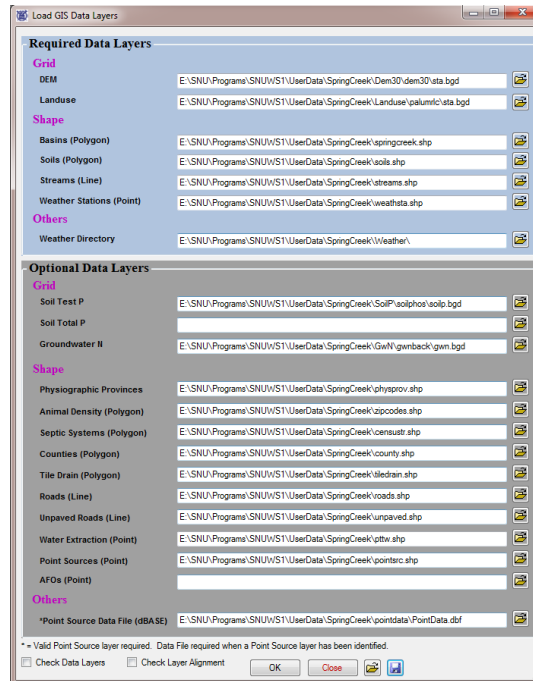 Load GIS Data Layers
Required Data Layers
Grid
DEM E:\SNU\Programs\SNUWS1\UserData\SpringCreek\Dem30\dem30\sta.bgd
Landuse E:\SNU\Programs\SNUWS1\UserData\SpringCreek\Landuse\palumrlc\sta.bgd
Shape
Basins (Polygon) E:\SNU\Programs\SNUWS1\UserData\SpringCreek\springcreek.shp
Soils (Polygon) E:\SNU\Programs\SNUWS1\UserData\SpringCreek\soils.shp
Streams (Line) E:\SNU\Programs\SNUWS1\UserData\SpringCreek\streams.shp
Weather Stations (Point) E:\SNU\Programs\SNUWS1\UserData\SpringCreek\weathsta.shp
Others
Weather Directory E:\SNU\Programs\SNUWS1\UserData\SpringCreek\Weather\
Optional Data Layers
Grid
Soil Test P E:\SNU\Programs\SNUWS1\UserData\SpringCreek\SoilP\soilphos\soilp.bgd
Soil Total P
Groundwater N E:\SNU\Programs\SNUWS1\UserData\SpringCreek\GwN\gwnback\gwn.bgd
Shape
Physiographic Provinces E:\SNU\Programs\SNUWS1\UserData\SpringCreek\physprov.shp
Animal Density (Polygon) E:\SNU\Programs\SNUWS1\UserData\SpringCreek\zipcodes.shp
Septic Systems (Polygon) E:\SNU\Programs\SNUWS1\UserData\SpringCreek\censustr.shp
Counties (Polygon) E:\SNU\Programs\SNUWS1\UserData\SpringCreek\county.shp
Tile Drain (Polygon) E:\SNU\Programs\SNUWS1\UserData\SpringCreek\tiledrain.shp
Roads (Line) E:\SNU\Programs\SNUWS1\UserData\SpringCreek\roads.shp
Unpaved Roads (Line) E:\SNU\Programs\SNUWS1\UserData\SpringCreek\unpaved.shp
Water Extraction (Point) E:\SNU\Programs\SNUWS1\UserData\SpringCreek\pttw.shp
Point Sources (Point) E:\SNU\Programs\SNUWS1\UserData\SpringCreek\pointsrc.shp
AFOs (Point)
Others
*Point Source Data File (dBASE) E:\SNU\Programs\SNUWS1\UserData\SpringCreek\pointdata\PointData.dbf
* = Valid Point Source layer required. Data File required when a Point Source layer has been identified.
Check Data Layers Check Layer Alignment OK Close